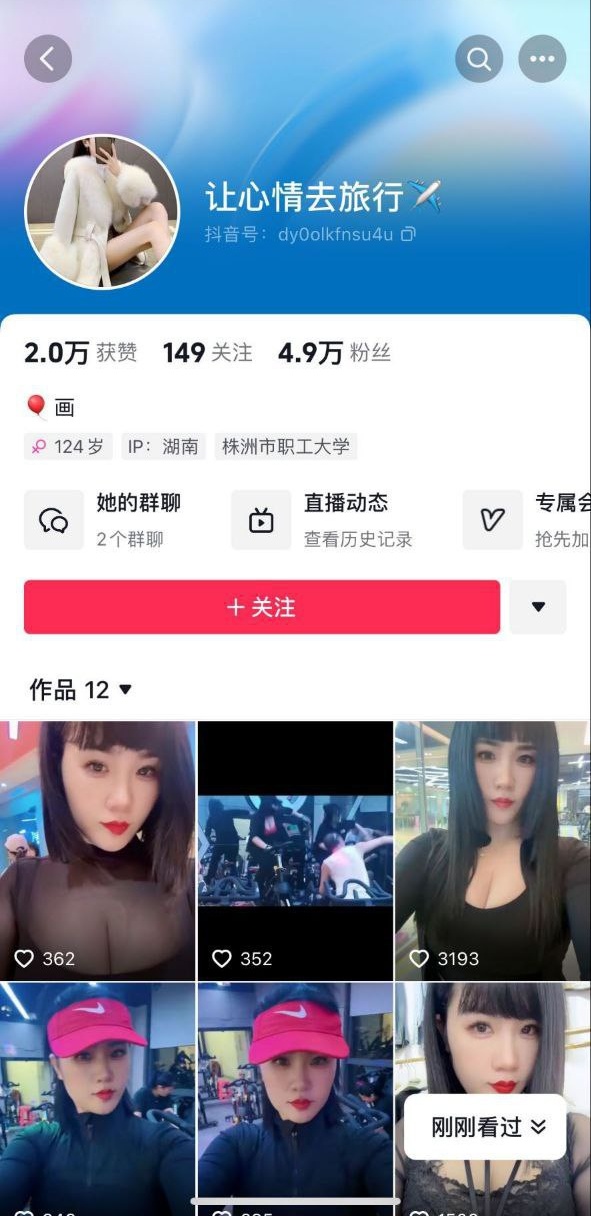 让心情去旅行✈️
抖音号：dy0olkfnsu4u
2.0万 获赞 149 关注 4.9万 粉丝
🎈 画
124岁 IP：湖南 株洲市职工大学
她的群聊 直播动态 专属会
2个群聊 查看历史记录 抢先加
+ 关注
作品 12
362 352 3193
刚刚看过